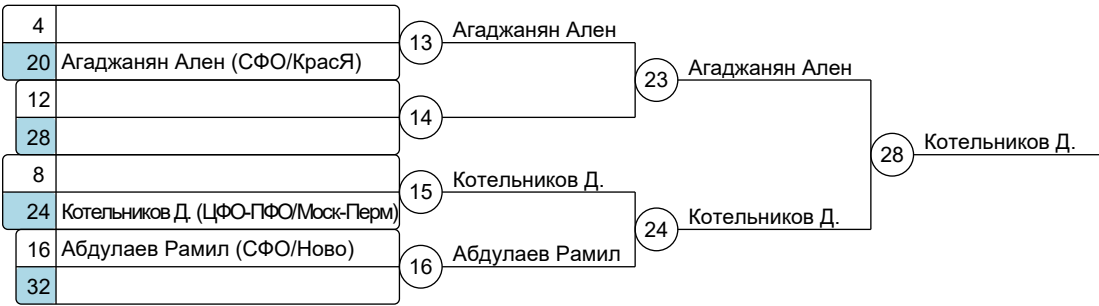 4
20 Агаджанян Ален (СФО/КрасЯ)
12
28
8
24 Котельников Д. (ЦФО-ПФО/Моск-Перм)
16 Абдулаев Рамил (СФО/Ново)
32
13 Агаджанян Ален
14
15 Котельников Д.
16 Абдулаев Рамил
23 Агаджанян Ален
24 Котельников Д.
28 Котельников Д.